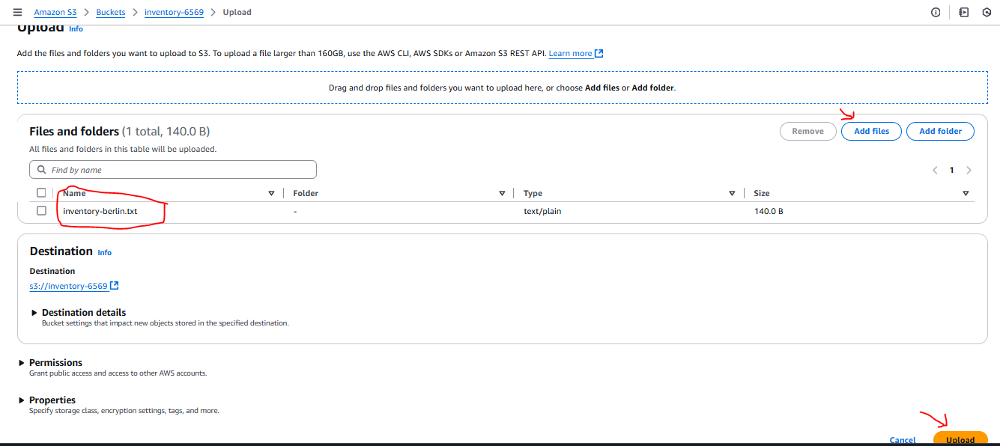 Amazon S3 > Buckets > inventory-6569 > Upload
Upload Info
Add the files and folders you want to upload to S3. To upload a file larger than 160GB, use the AWS CLI, AWS SDKs or Amazon S3 REST API. Learn more
Drag and drop files and folders you want to upload here, or choose Add files or Add folder.
Files and folders (1 total, 140.0 B)
Remove Add files Add folder
All files and folders in this table will be uploaded.
Find by name
1
Name Folder Type Size
inventory-berlin.txt - text/plain 140.0 B
Destination Info
Destination
s3://inventory-6569
Destination details
Bucket settings that impact new objects stored in the specified destination.
Permissions
Grant public access and access to other AWS accounts.
Properties
Specify storage class, encryption settings, tags, and more.
Cancel Upload